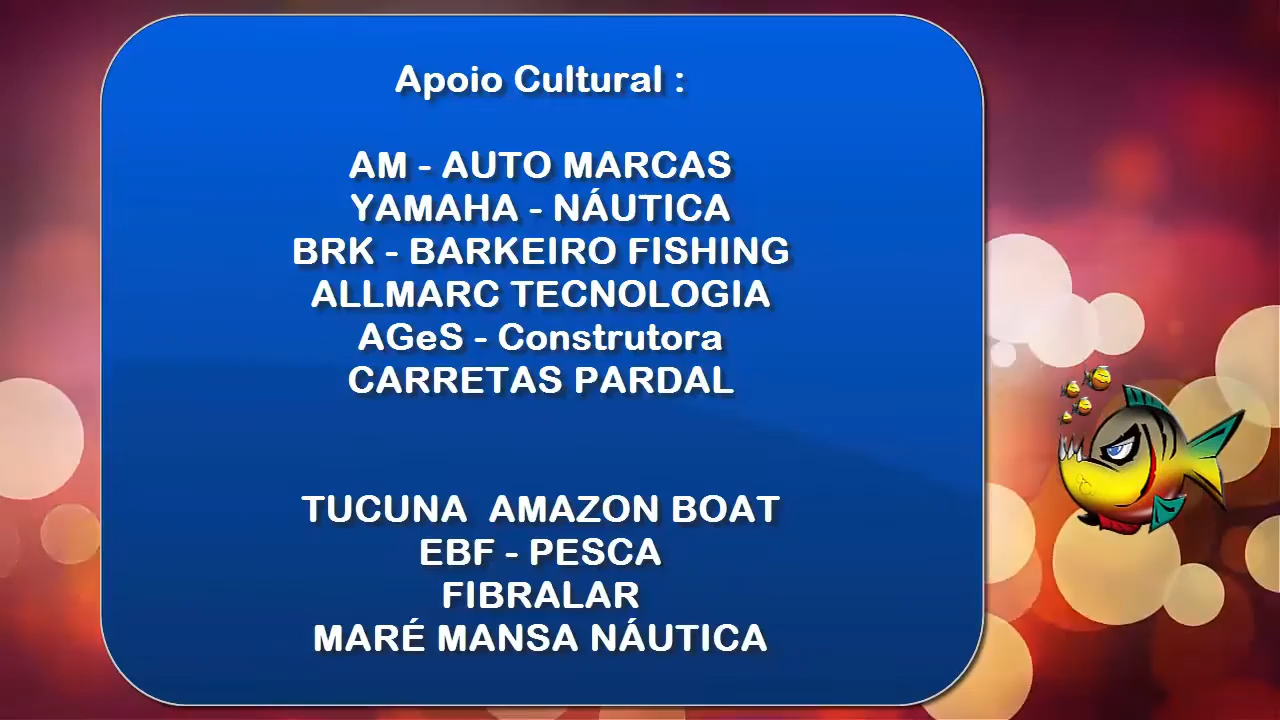 Apoio Cultural :
AM - AUTO MARCAS
YAMAHA - NÁUTICA
BRK - BARKEIRO FISHING
ALLMARC TECNOLOGIA
AGeS - Construtora
CARRETAS PARDAL
TUCUNA AMAZON BOAT
EBF - PESCA
FIBRALAR
MARÉ MANSA NÁUTICA